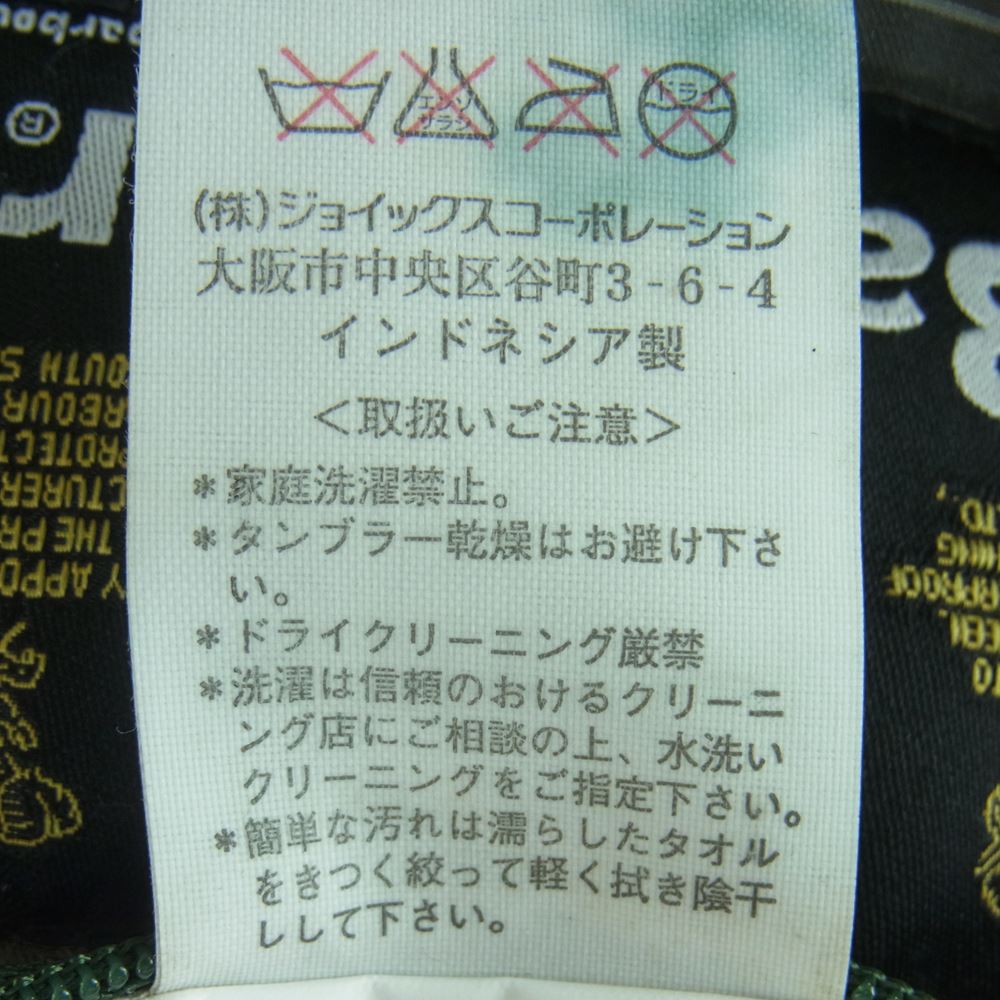 エンソ
サラシ
ドライ
(株)ジョイックスコーポレーション
大阪市中央区谷町3-6-4
インドネシア製
<取扱いご注意>
*家庭洗濯禁止。
*タンブラー乾燥はお避け下さ
い。
*ドライクリーニング厳禁
*洗濯は信頼のおけるクリーニ
ング店にご相談の上、水洗い
クリーニングをご指定下さい。
*簡単な汚れは濡らしたタオル
をきつく絞って軽く拭き陰干
しして下さい。